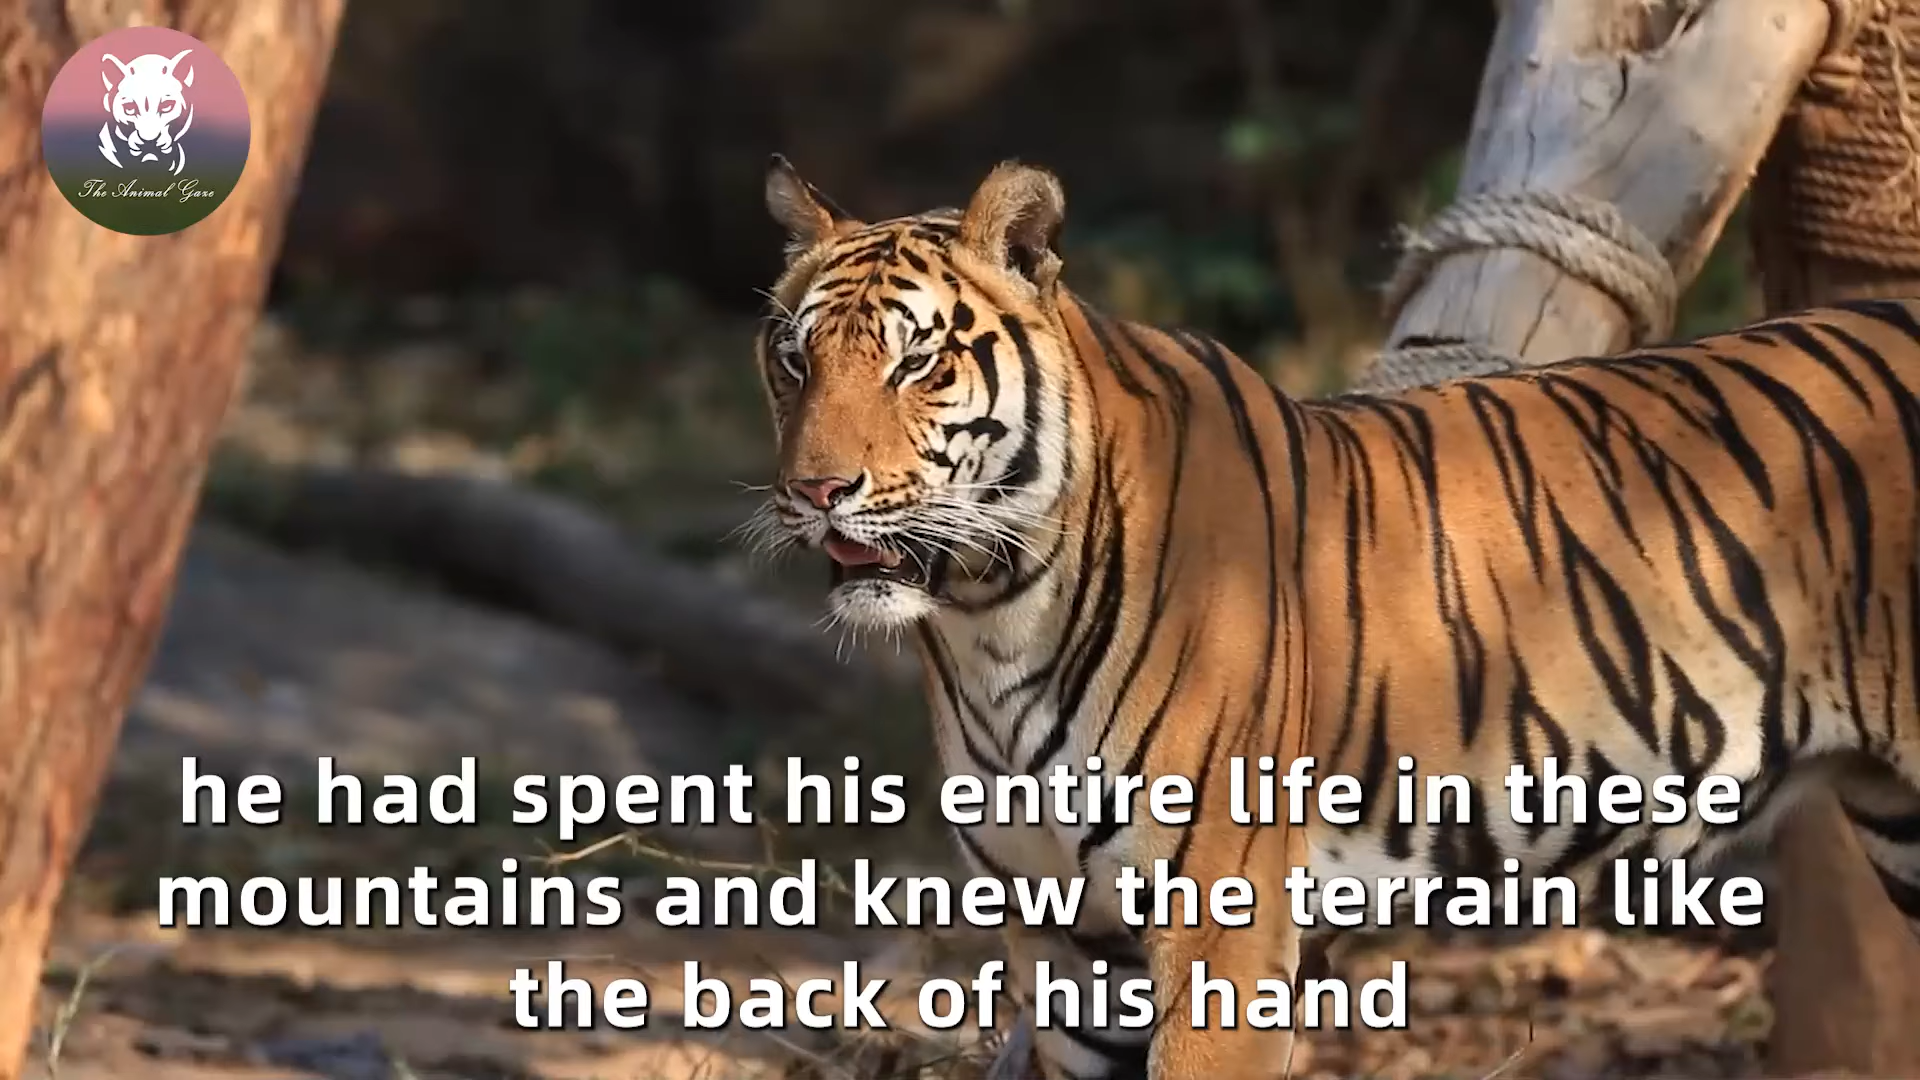 The Animal Gaze
he had spent his entire life in these
mountains and knew the terrain like
the back of his hand